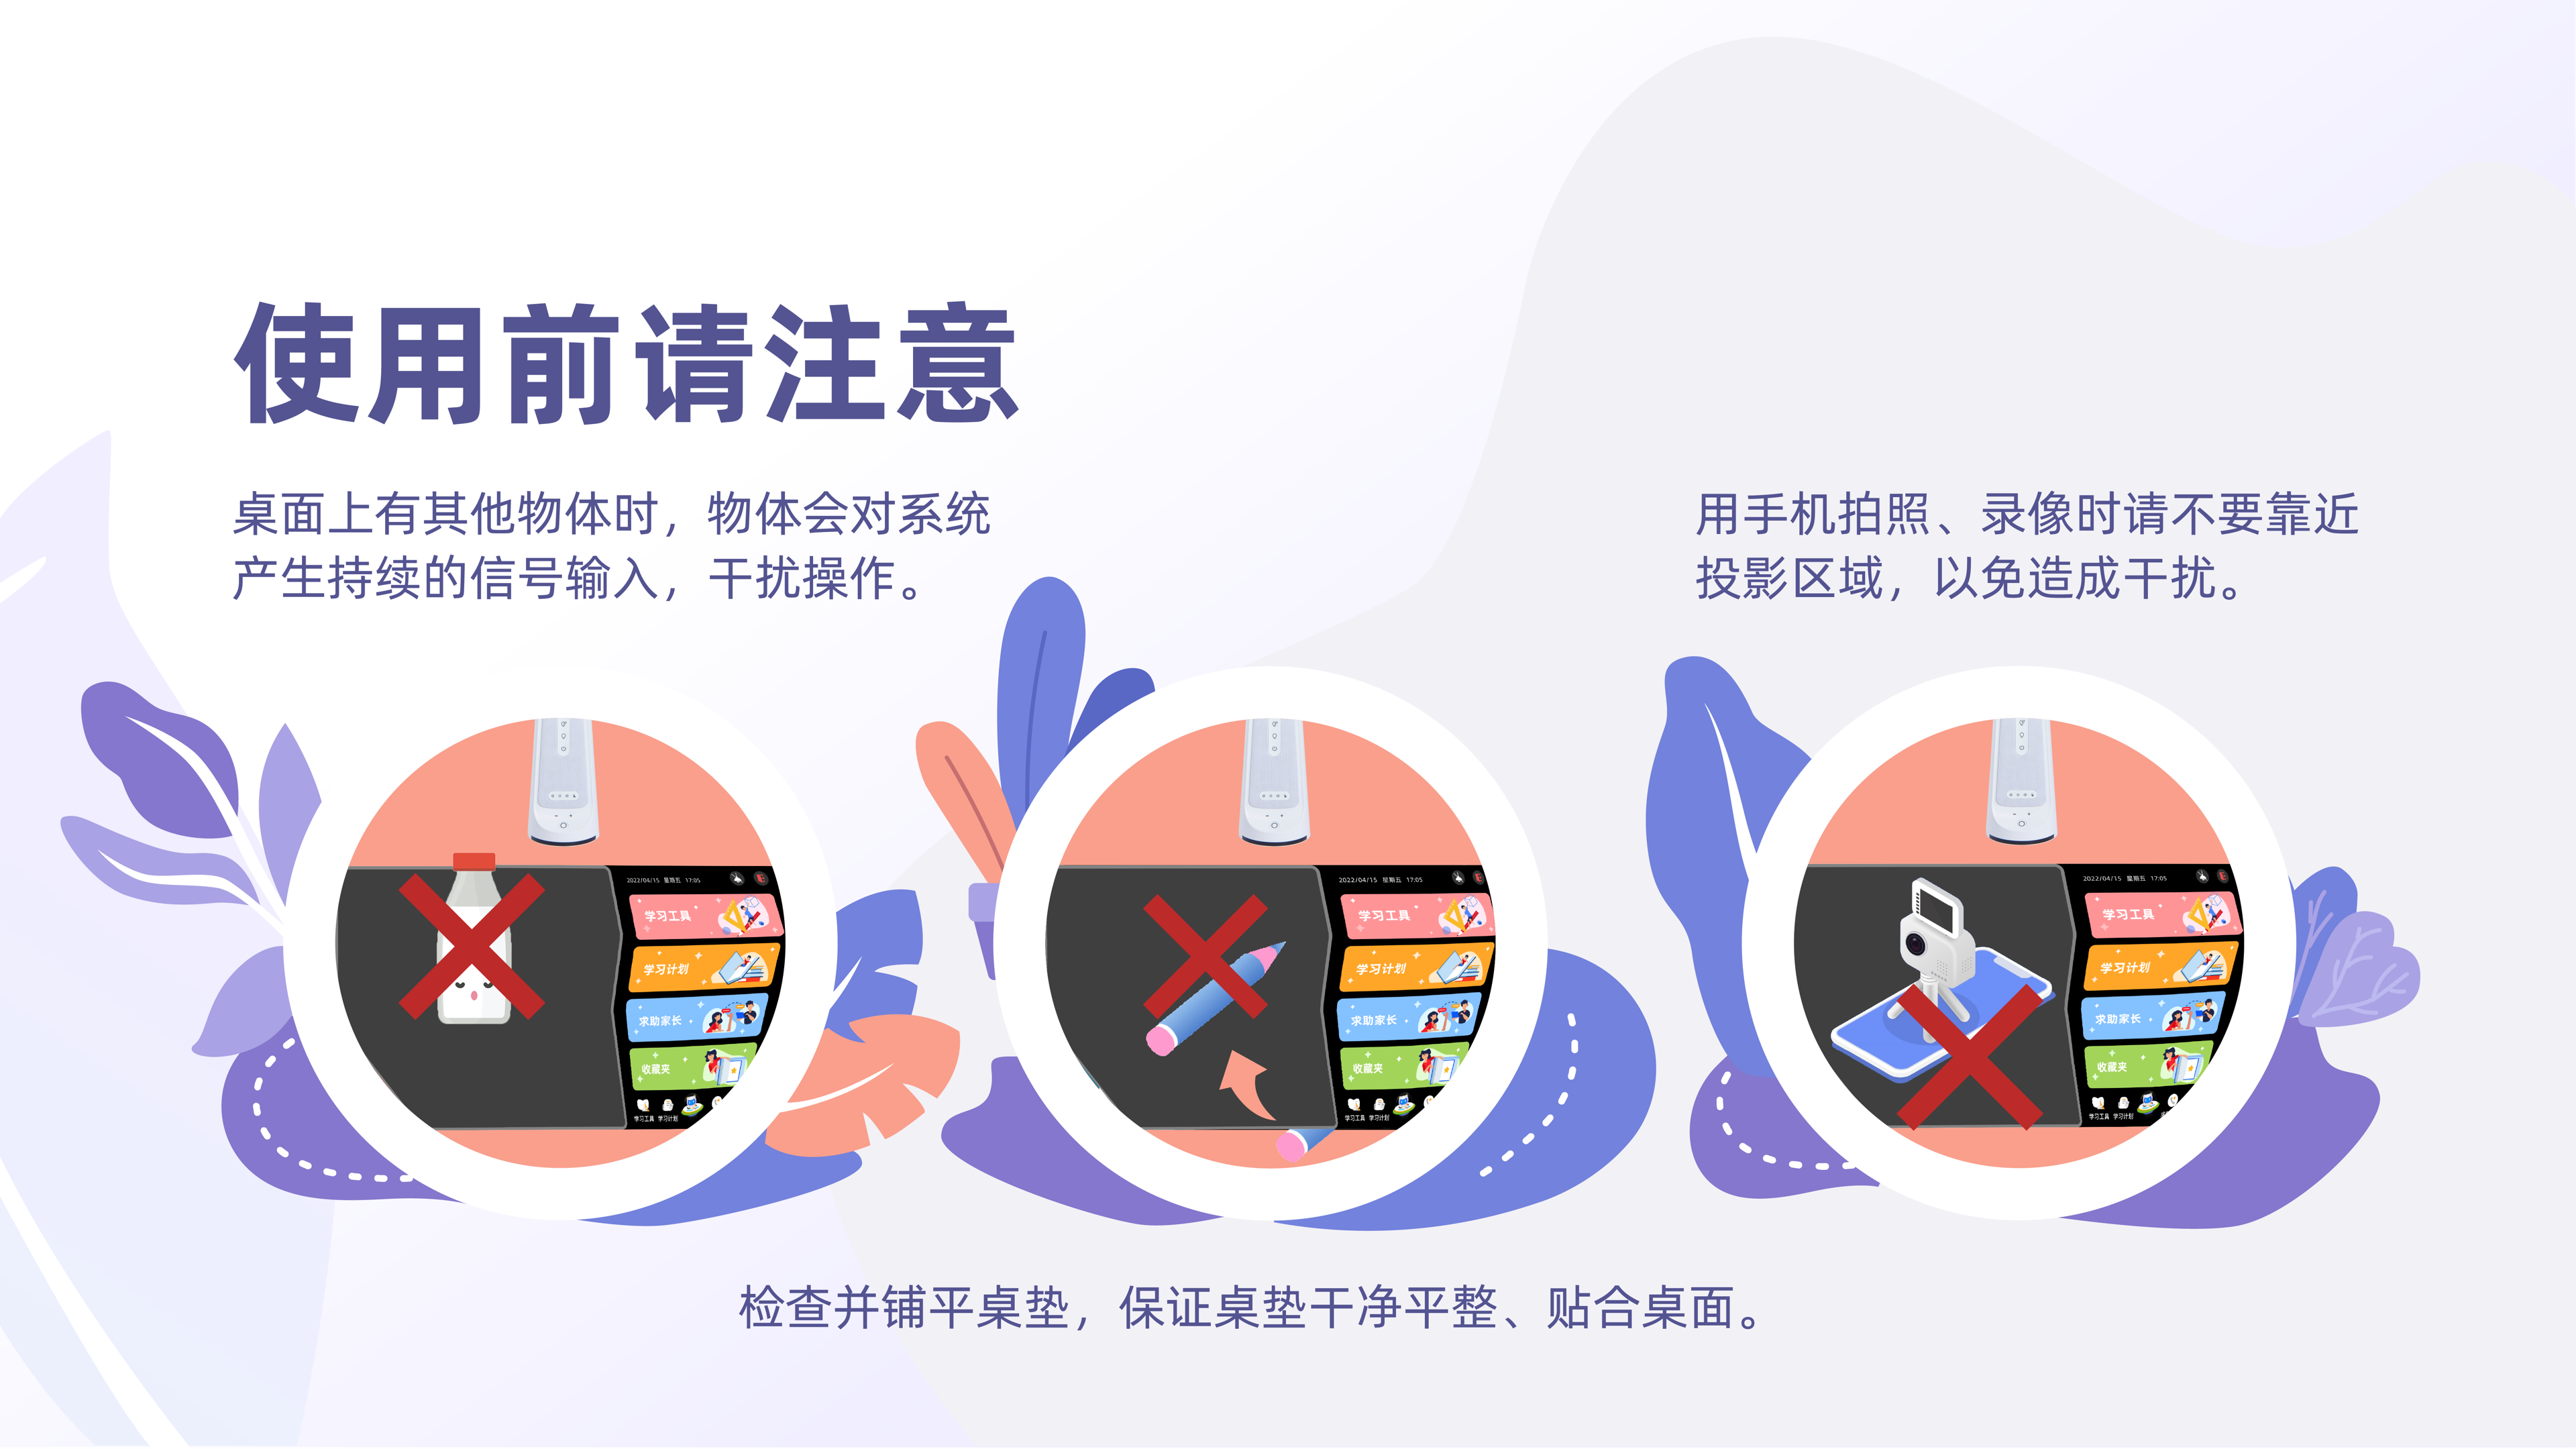 使用前请注意
桌面上有其他物体时，物体会对系统
产生持续的信号输入，干扰操作。
用手机拍照、录像时请不要靠近
投影区域，以免造成干扰。
2022/04/15 星期五 17:05
学习工具
学习计划
求助家长
收藏夹
学习工具 学习计划
2022/04/15 星期五 17:05
学习工具
学习计划
求助家长
收藏夹
学习工具 学习计划
2022/04/15 星期五 17:05
学习工具
学习计划
求助家长
收藏夹
学习工具 学习计划
检查并铺平桌垫，保证桌垫干净平整、贴合桌面。